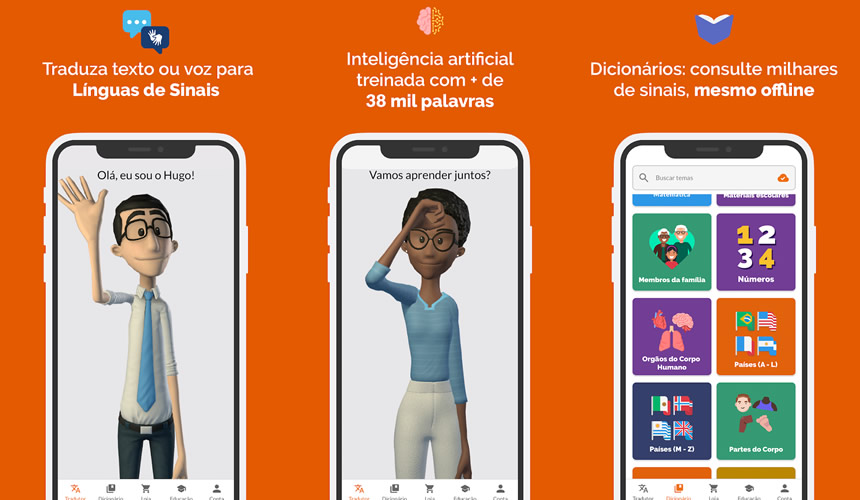 Traduza texto ou voz para
Línguas de Sinais
Inteligência artificial
treinada com + de
38 mil palavras
Dicionários: consulte milhares
de sinais, mesmo offline
Olá, eu sou o Hugo!
Tradutor Dicionário Loja Educação Conta
Vamos aprender juntos?
Tradutor Dicionário Loja Educação Conta
Buscar temas
Matemática
Materiais escolares
1 2
3 4
Membros da família
Números
Orgãos do Corpo
Humano
Países (A - L)
Países (M - Z)
Partes do Corpo
Tradutor Dicionário Loja Educação Conta